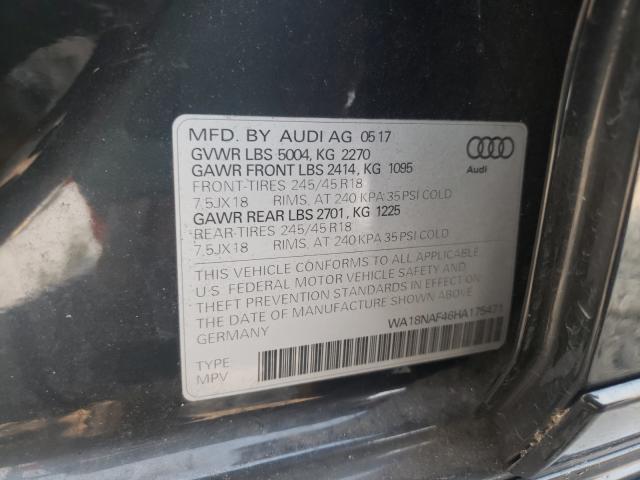 MFD. BY AUDI AG 05 17
GVWR LBS 5004, KG 2270
GAWR FRONT LBS 2414, KG 1095
FRONT-TIRES 245/45 R18
7.5JX18 RIMS, AT 240 KPA 35 PSI COLD
GAWR REAR LBS 2701, KG 1225
REAR-TIRES 245/45 R18
7.5JX18 RIMS, AT 240 KPA 35 PSI COLD
THIS VEHICLE CONFORMS TO ALL APPLICABLE
U.S. FEDERAL MOTOR VEHICLE SAFETY AND
THEFT PREVENTION STANDARDS IN EFFECT ON
THE DATE OF MANUFACTURE SHOWN ABOVE.
GERMANY
WA18NAF46HA175471
TYPE
MPV
Audi